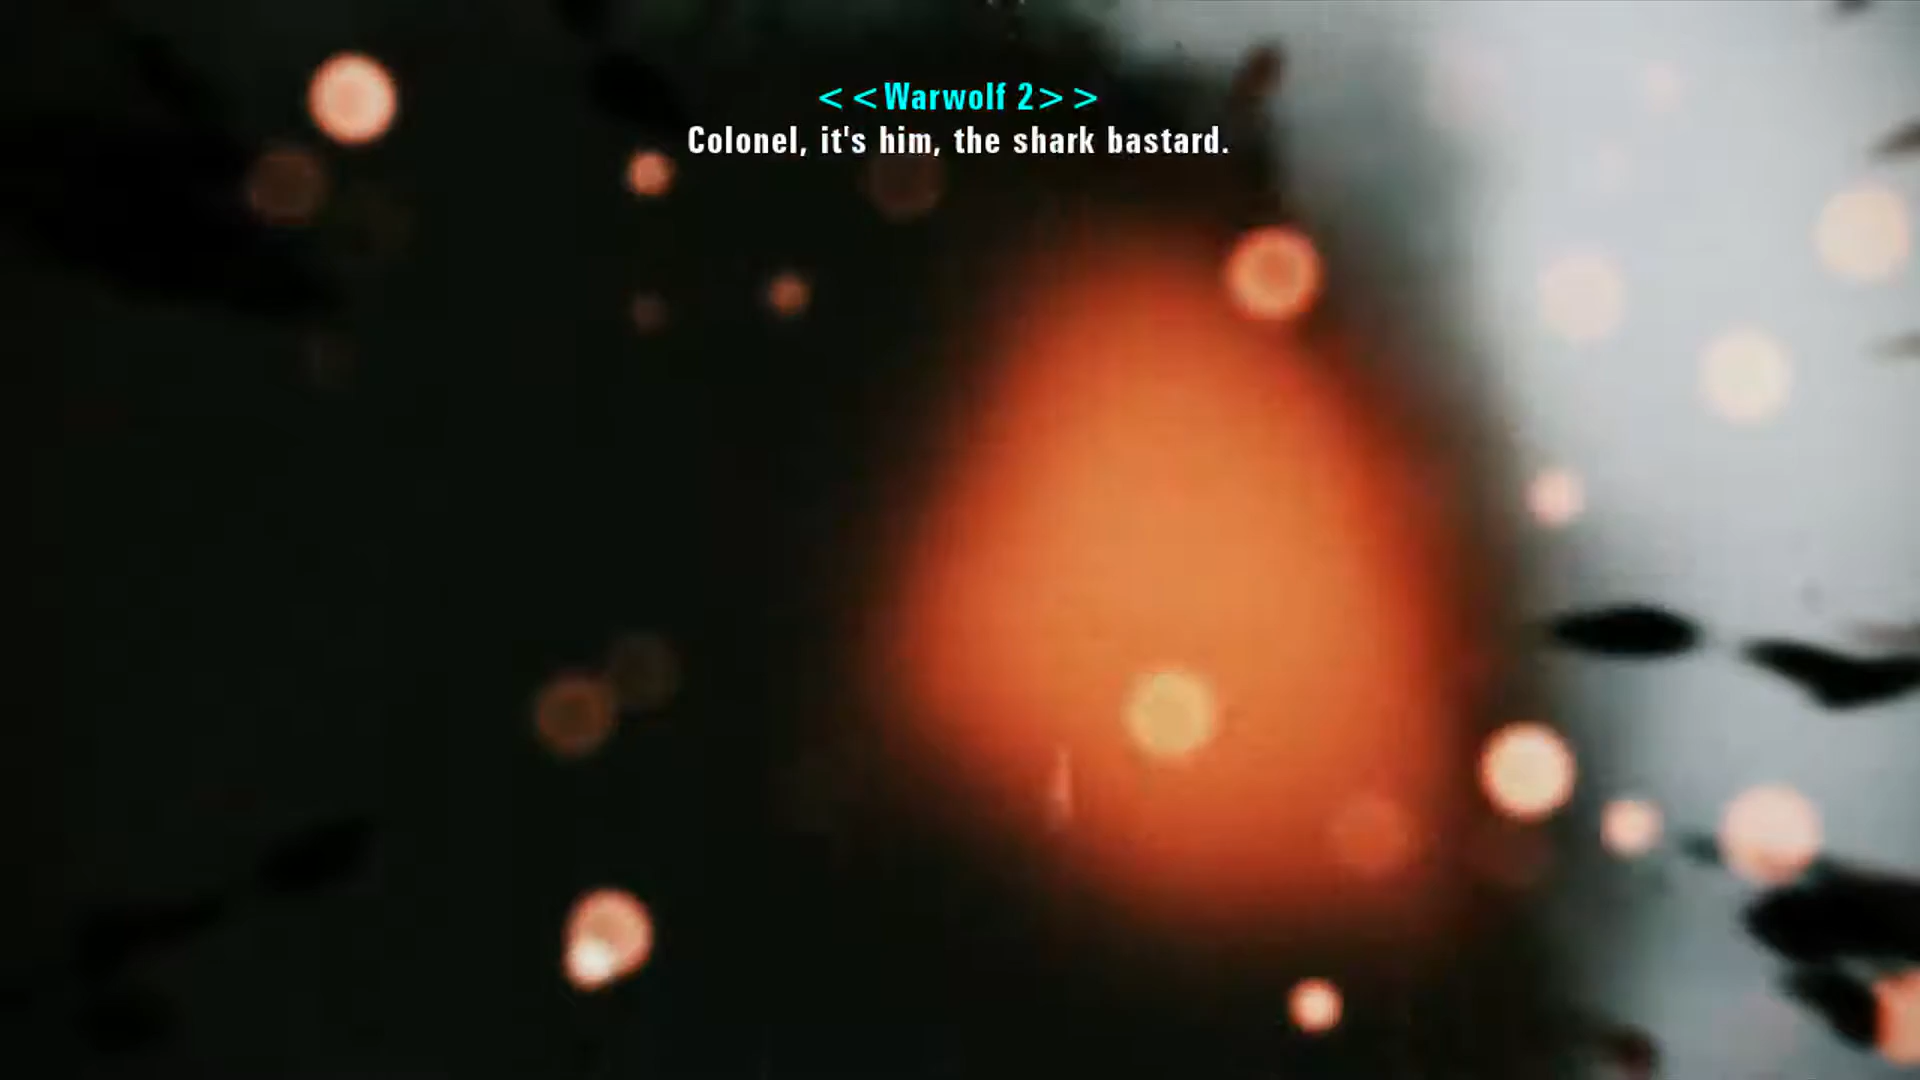 <<Warwolf 2>>
Colonel, it's him, the shark bastard.